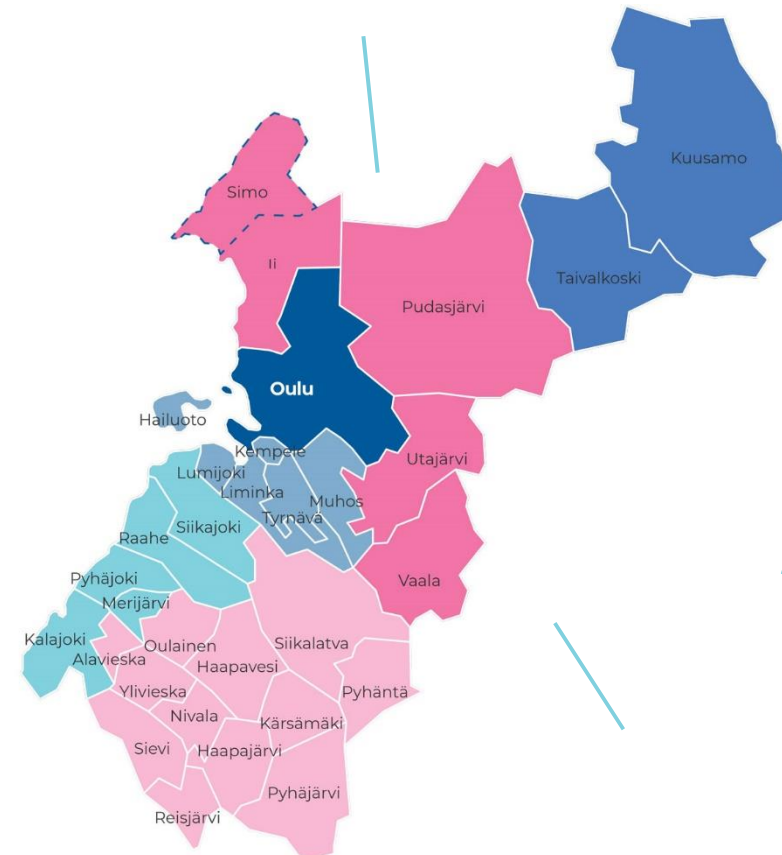 Kuusamo
Simo
Ii
Taivalkoski
Pudasjärvi
Oulu
Hailuoto
Kempele
Utajärvi
Lumijoki
Liminka
Muhos
Tyrnävä
Siikajoki
Raahe
Pyhäjoki
Vaala
Merijärvi
Kalajoki
Oulainen
Siikalatva
Alavieska
Haapavesi
Ylivieska
Pyhäntä
Nivala
Kärsämäki
Sievi
Haapajärvi
Pyhäjärvi
Reisjärvi